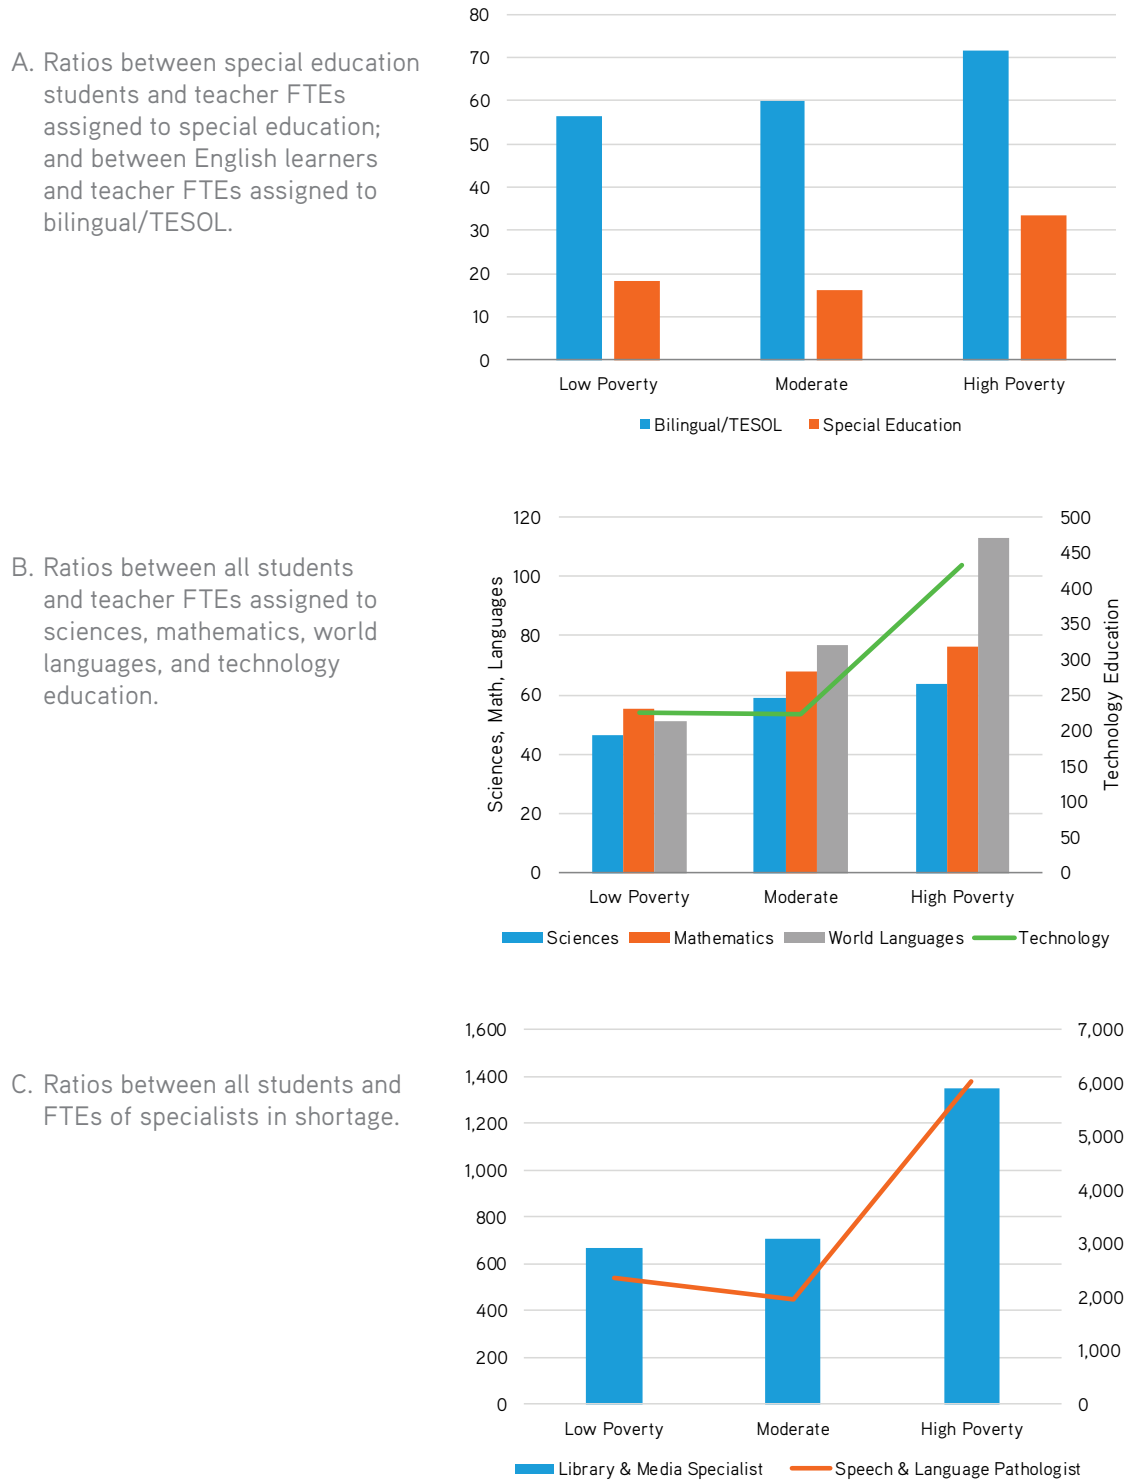 A. Ratios between special education
students and teacher FTEs
assigned to special education;
and between English learners
and teacher FTEs assigned to
bilingual/TESOL.
80
70
60
50
40
30
20
10
0
Low Poverty Moderate High Poverty
Bilingual/TESOL Special Education
B. Ratios between all students
and teacher FTEs assigned to
sciences, mathematics, world
languages, and technology
education.
Sciences, Math, Languages
120
100
80
60
40
20
0
500
450
400
350
300
250
200
150
100
50
0
Technology Education
Low Poverty Moderate High Poverty
Sciences Mathematics World Languages Technology
C. Ratios between all students and
FTEs of specialists in shortage.
1,600
1,400
1,200
1,000
800
600
400
200
0
7,000
6,000
5,000
4,000
3,000
2,000
1,000
0
Low Poverty Moderate High Poverty
Library & Media Specialist Speech & Language Pathologist